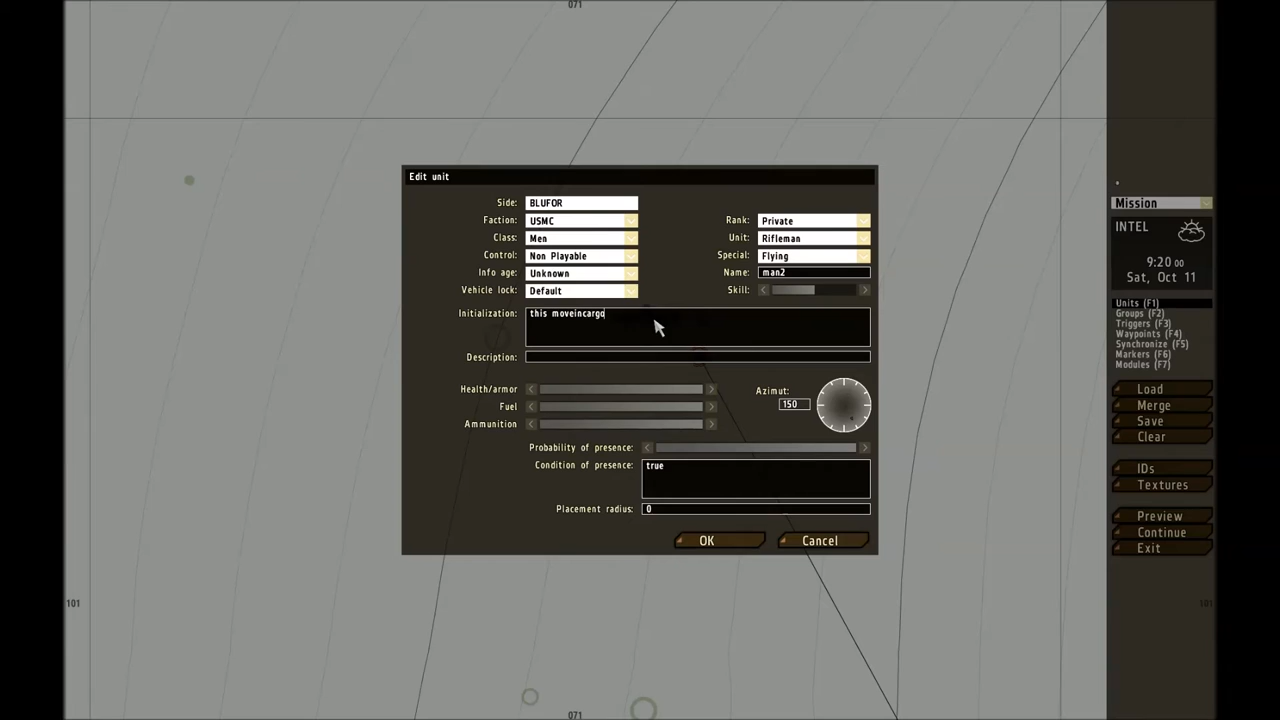 071
Edit unit
Side: BLUFOR
Faction: USMC
Rank: Private
Class: Men
Unit: Rifleman
Control: Non Playable
Special: Flying
Info age: Unknown
Name: man2
Vehicle lock: Default
Skill:
Initialization: this moveincargo
Description:
Health/armor
Azimut:
150
Fuel
Ammunition
Probability of presence:
Condition of presence: true
Placement radius: 0
OK
Cancel
Mission
INTEL
9:20 00
Sat, Oct 11
Units (F1)
Groups (F2)
Triggers (F3)
Waypoints (F4)
Synchronize (F5)
Markers (F6)
Modules (F7)
Load
Merge
Save
Clear
IDs
Textures
Preview
Continue
Exit
101
101
071